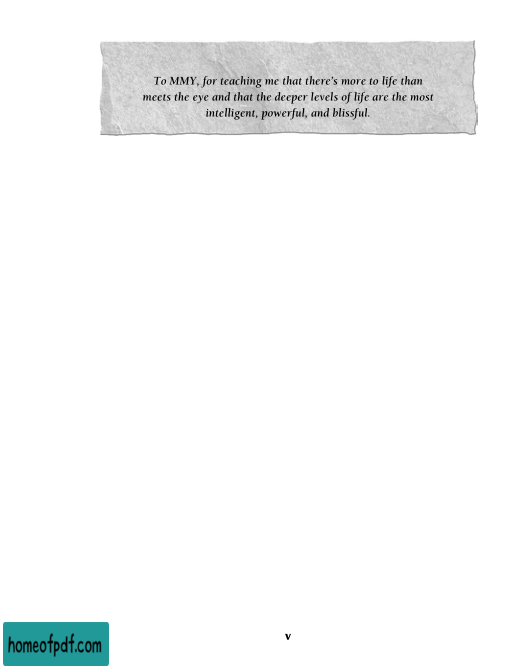 To MMY, for teaching me that there's more to life than
meets the eye and that the deeper levels of life are the most
intelligent, powerful, and blissful.
v
homeofpdf.com